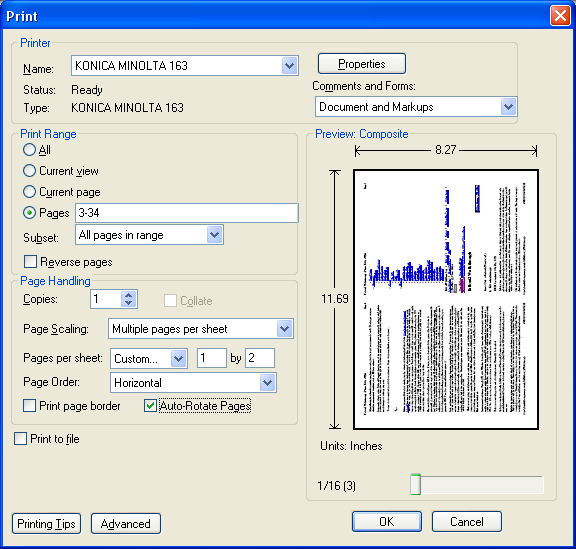 Print
Printer
Name: KONICA MINOLTA 163
Properties
Status: Ready
Comments and Forms:
Type: KONICA MINOLTA 163
Document and Markups
Print Range
All
Current view
Current page
Pages 3-34
Subset: All pages in range
Reverse pages
Page Handling
Copies: 1
Collate
Page Scaling: Multiple pages per sheet
Pages per sheet: Custom... 1 by 2
Page Order: Horizontal
Print page border
Auto-Rotate Pages
Print to file
Preview: Composite
8.27
11.69
Units: Inches
1/16 (3)
Printing Tips
Advanced
OK
Cancel